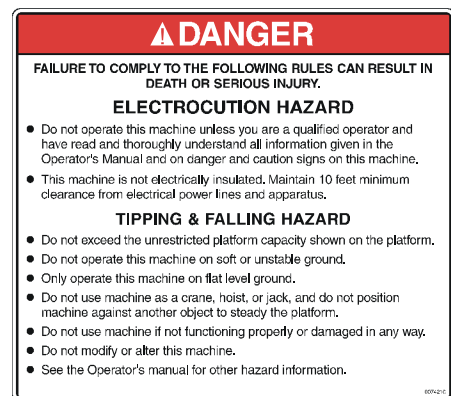 DANGER
FAILURE TO COMPLY TO THE FOLLOWING RULES CAN RESULT IN
DEATH OR SERIOUS INJURY.
ELECTROCUTION HAZARD
● Do not operate this machine unless you are a qualified operator and
have read and thoroughly understand all information given in the
Operator's Manual and on danger and caution signs on this machine.
● This machine is not electrically insulated. Maintain 10 feet minimum
clearance from electrical power lines and apparatus.
TIPPING & FALLING HAZARD
● Do not exceed the unrestricted platform capacity shown on the platform.
● Do not operate this machine on soft or unstable ground.
● Only operate this machine on flat level ground.
● Do not use machine as a crane, hoist, or jack, and do not position
machine against another object to steady the platform.
● Do not use machine if not functioning properly or damaged in any way.
● Do not modify or alter this machine.
● See the Operator's manual for other hazard information.